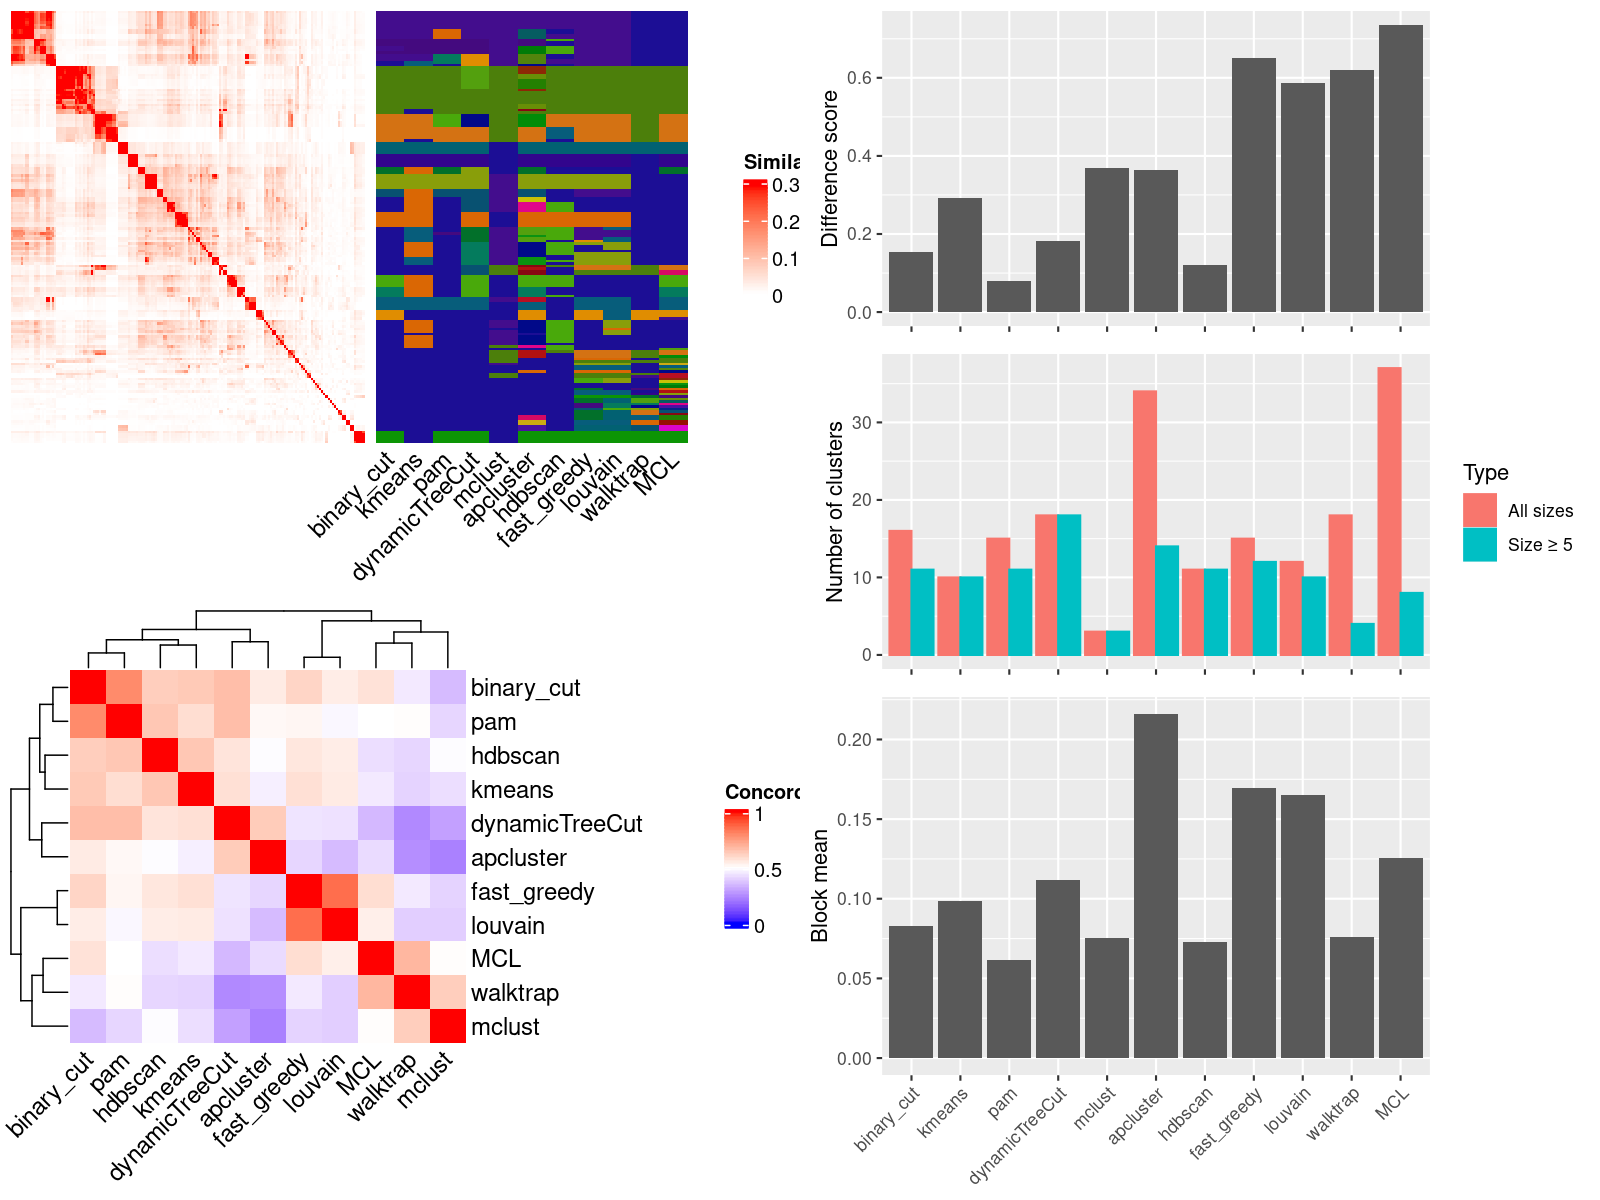 Simila
0.3
0.2
0.1
0
binary_cut
kmeans
pam
dynamicTreeCut
mclust
apcluster
hdbscan
fast_greedy
louvain
walktrap
MCL
binary_cut
pam
hdbscan
kmeans
dynamicTreeCut
apcluster
fast_greedy
louvain
MCL
walktrap
mclust
binary_cut
pam
hdbscan
kmeans
dynamicTreeCut
apcluster
fast_greedy
louvain
MCL
walktrap
mclust
Concord
1
0.5
0
Difference score
0.6
0.4
0.2
0.0
Number of clusters
30
20
10
0
Type
All sizes
Size ≥ 5
Block mean
0.20
0.15
0.10
0.05
0.00
binary_cut
kmeans
pam
dynamicTreeCut
mclust
apcluster
hdbscan
fast_greedy
louvain
walktrap
MCL